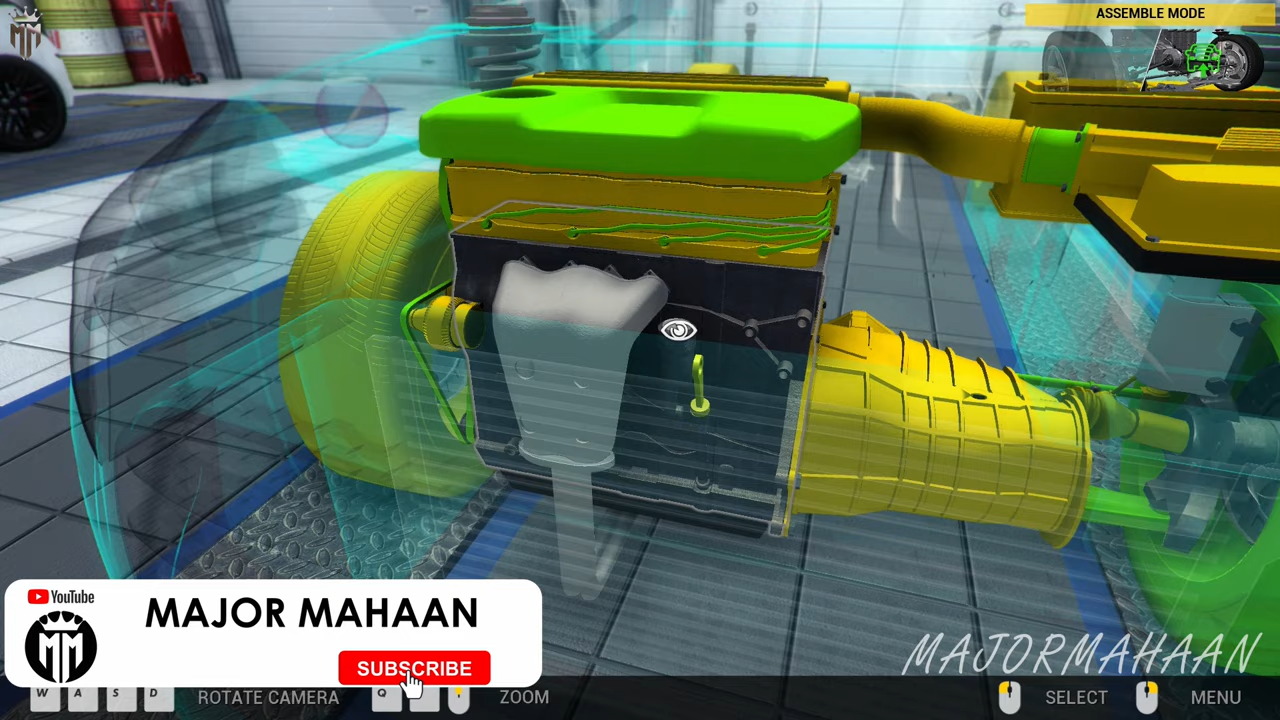 ASSEMBLE MODE
YouTube
MAJOR MAHAAN
SUBSCRIBE
MAJORMAHAAN
W A S D ROTATE CAMERA Q ZOOM SELECT MENU